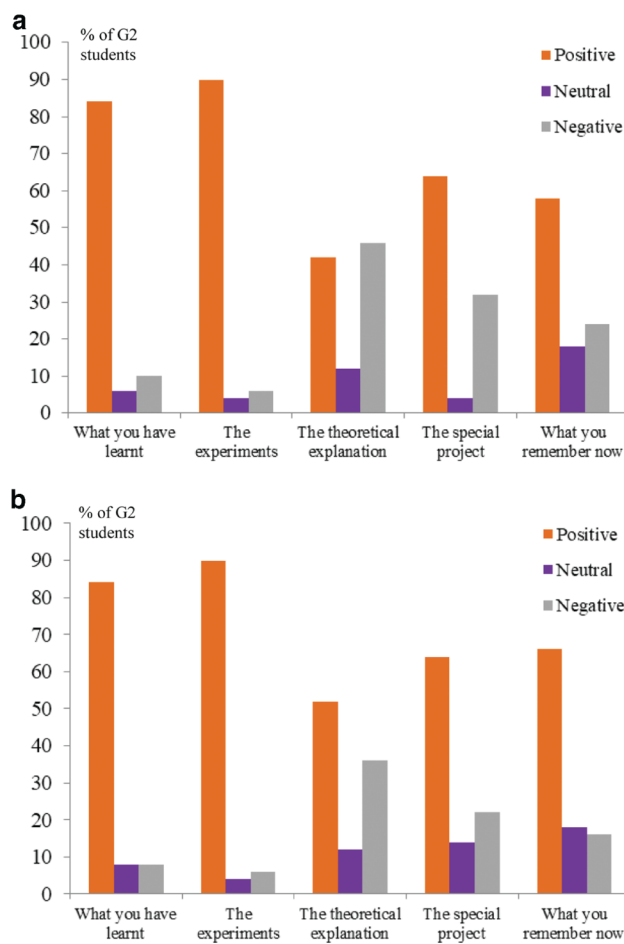 a
% of G2
students
100
90
80
70
60
50
40
30
20
10
0
Positive
Neutral
Negative
What you have
learnt
The
experiments
The theoretical
explanation
The special
project
What you
remember now
b
% of G2
students
100
90
80
70
60
50
40
30
20
10
0
Positive
Neutral
Negative
What you have
learnt
The
experiments
The theoretical
explanation
The special
project
What you
remember now